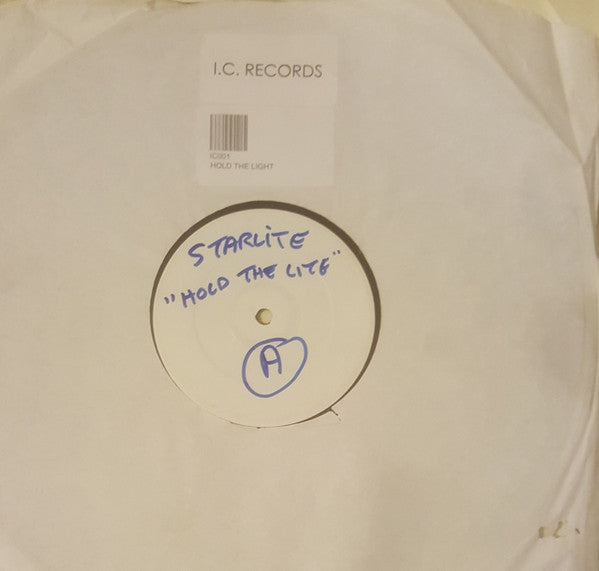 I.C. RECORDS
IC001
HOLD THE LIGHT
STARLiTE
"HOLD THE LITE"
A